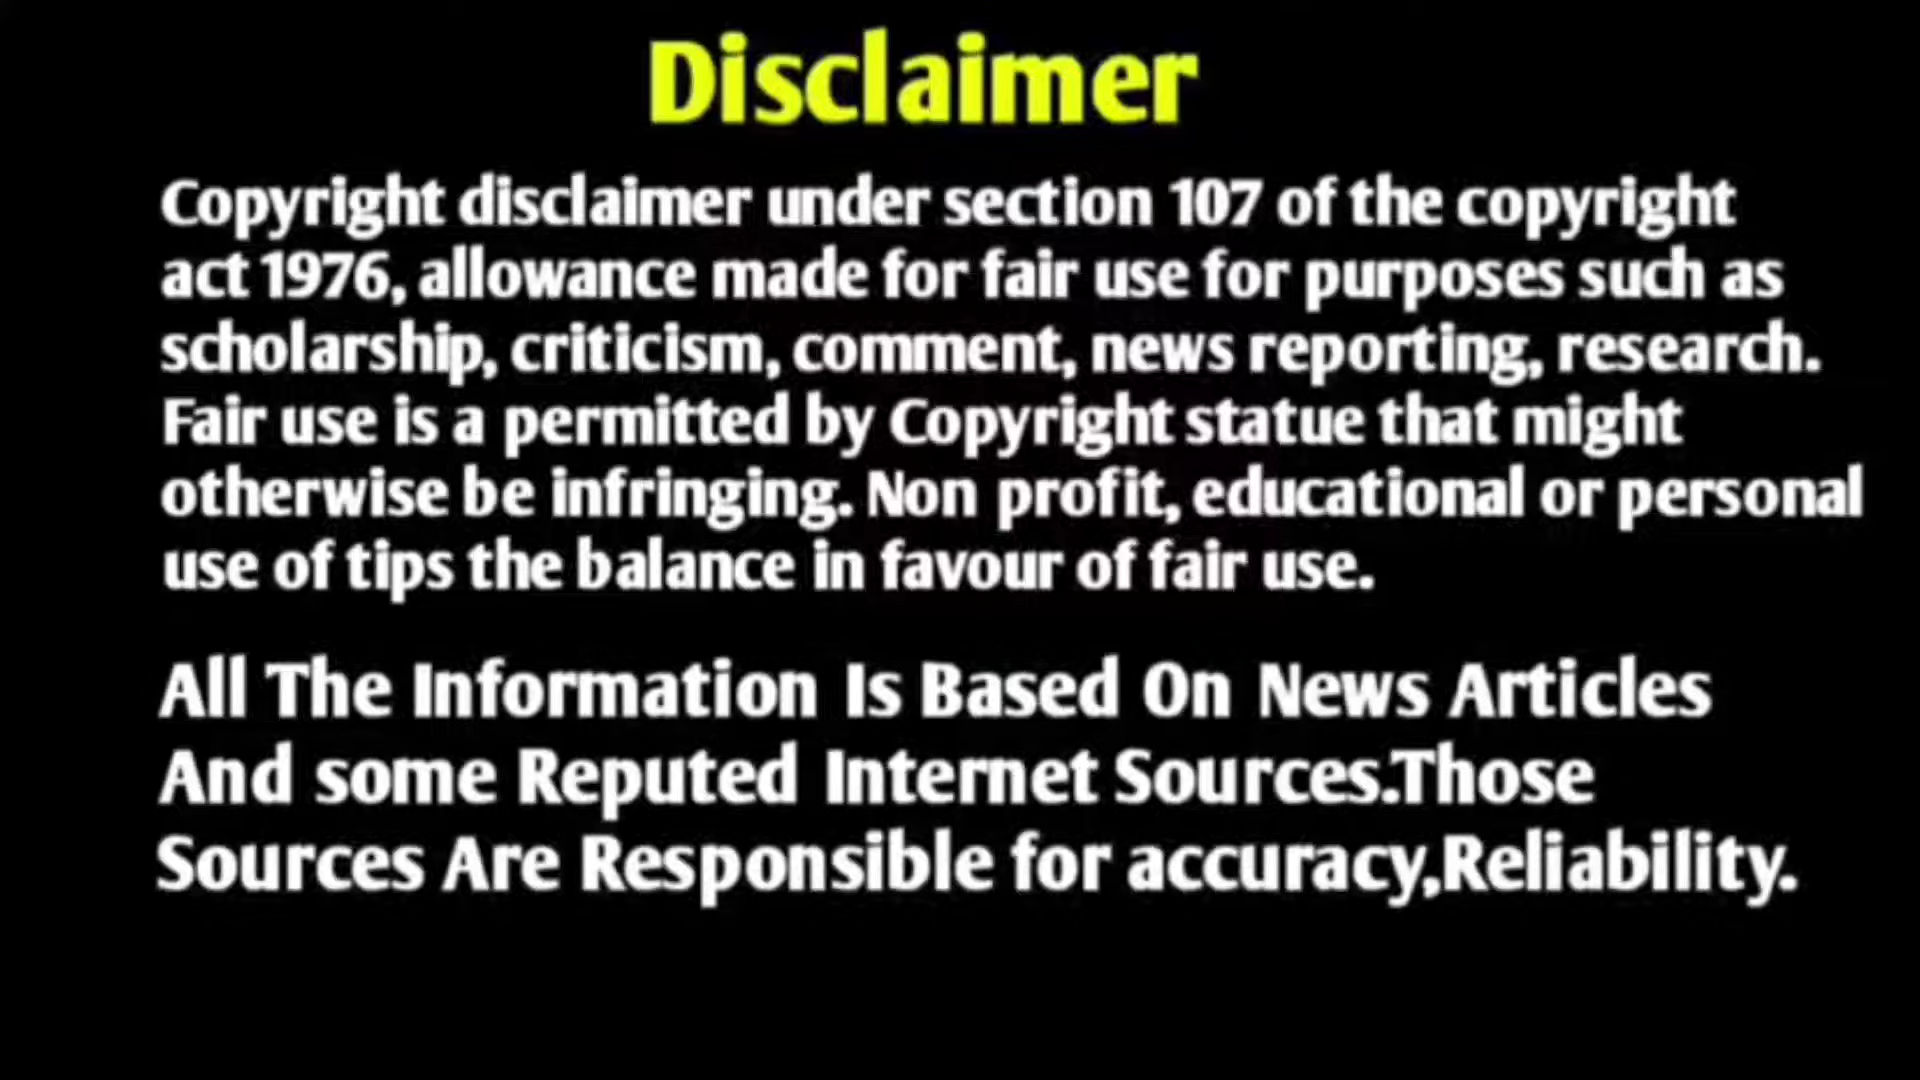 Disclaimer
Copyright disclaimer under section 107 of the copyright
act 1976, allowance made for fair use for purposes such as
scholarship, criticism, comment, news reporting, research.
Fair use is a permitted by Copyright statue that might
otherwise be infringing. Non profit, educational or personal
use of tips the balance in favour of fair use.
All The Information Is Based On News Articles
And some Reputed Internet Sources.Those
Sources Are Responsible for accuracy,Reliability.